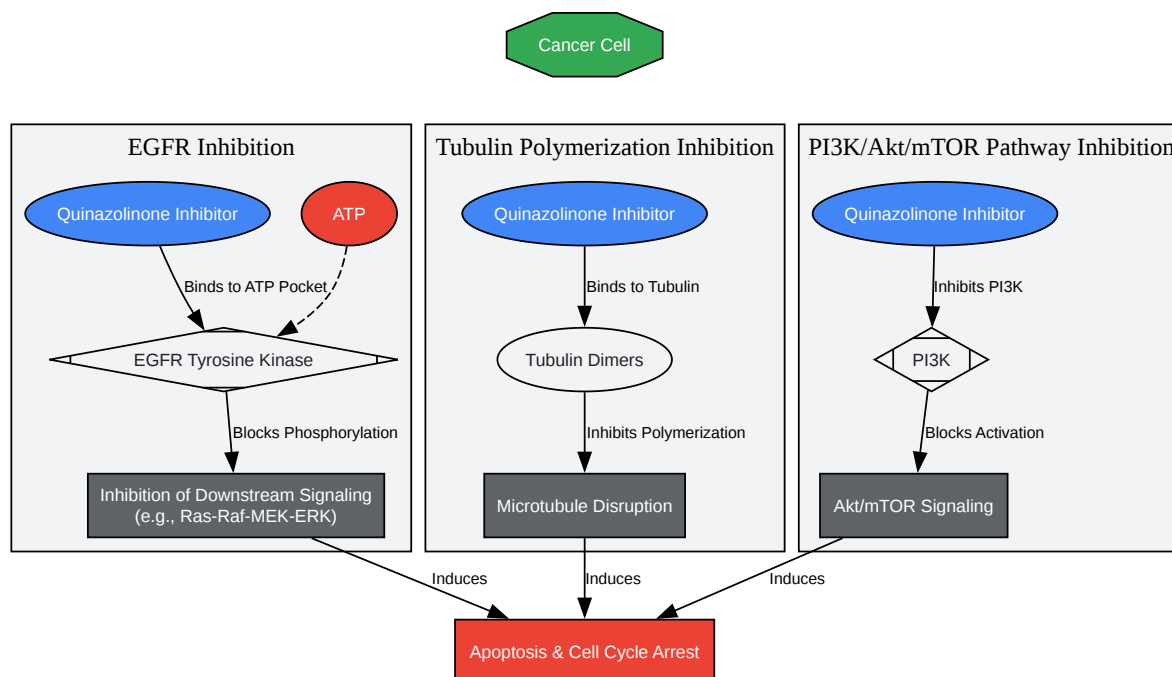 Cancer Cell
EGFR Inhibition
Tubulin Polymerization Inhibition
PI3K/Akt/mTOR Pathway Inhibition
Quinazolinone Inhibitor
ATP
Quinazolinone Inhibitor
Quinazolinone Inhibitor
Binds to ATP Pocket
Binds to Tubulin
Inhibits PI3K
EGFR Tyrosine Kinase
Tubulin Dimers
PI3K
Blocks Phosphorylation
Inhibits Polymerization
Blocks Activation
Inhibition of Downstream Signaling
(e.g., Ras-Raf-MEK-ERK)
Microtubule Disruption
Akt/mTOR Signaling
Induces
Induces
Induces
Apoptosis & Cell Cycle Arrest